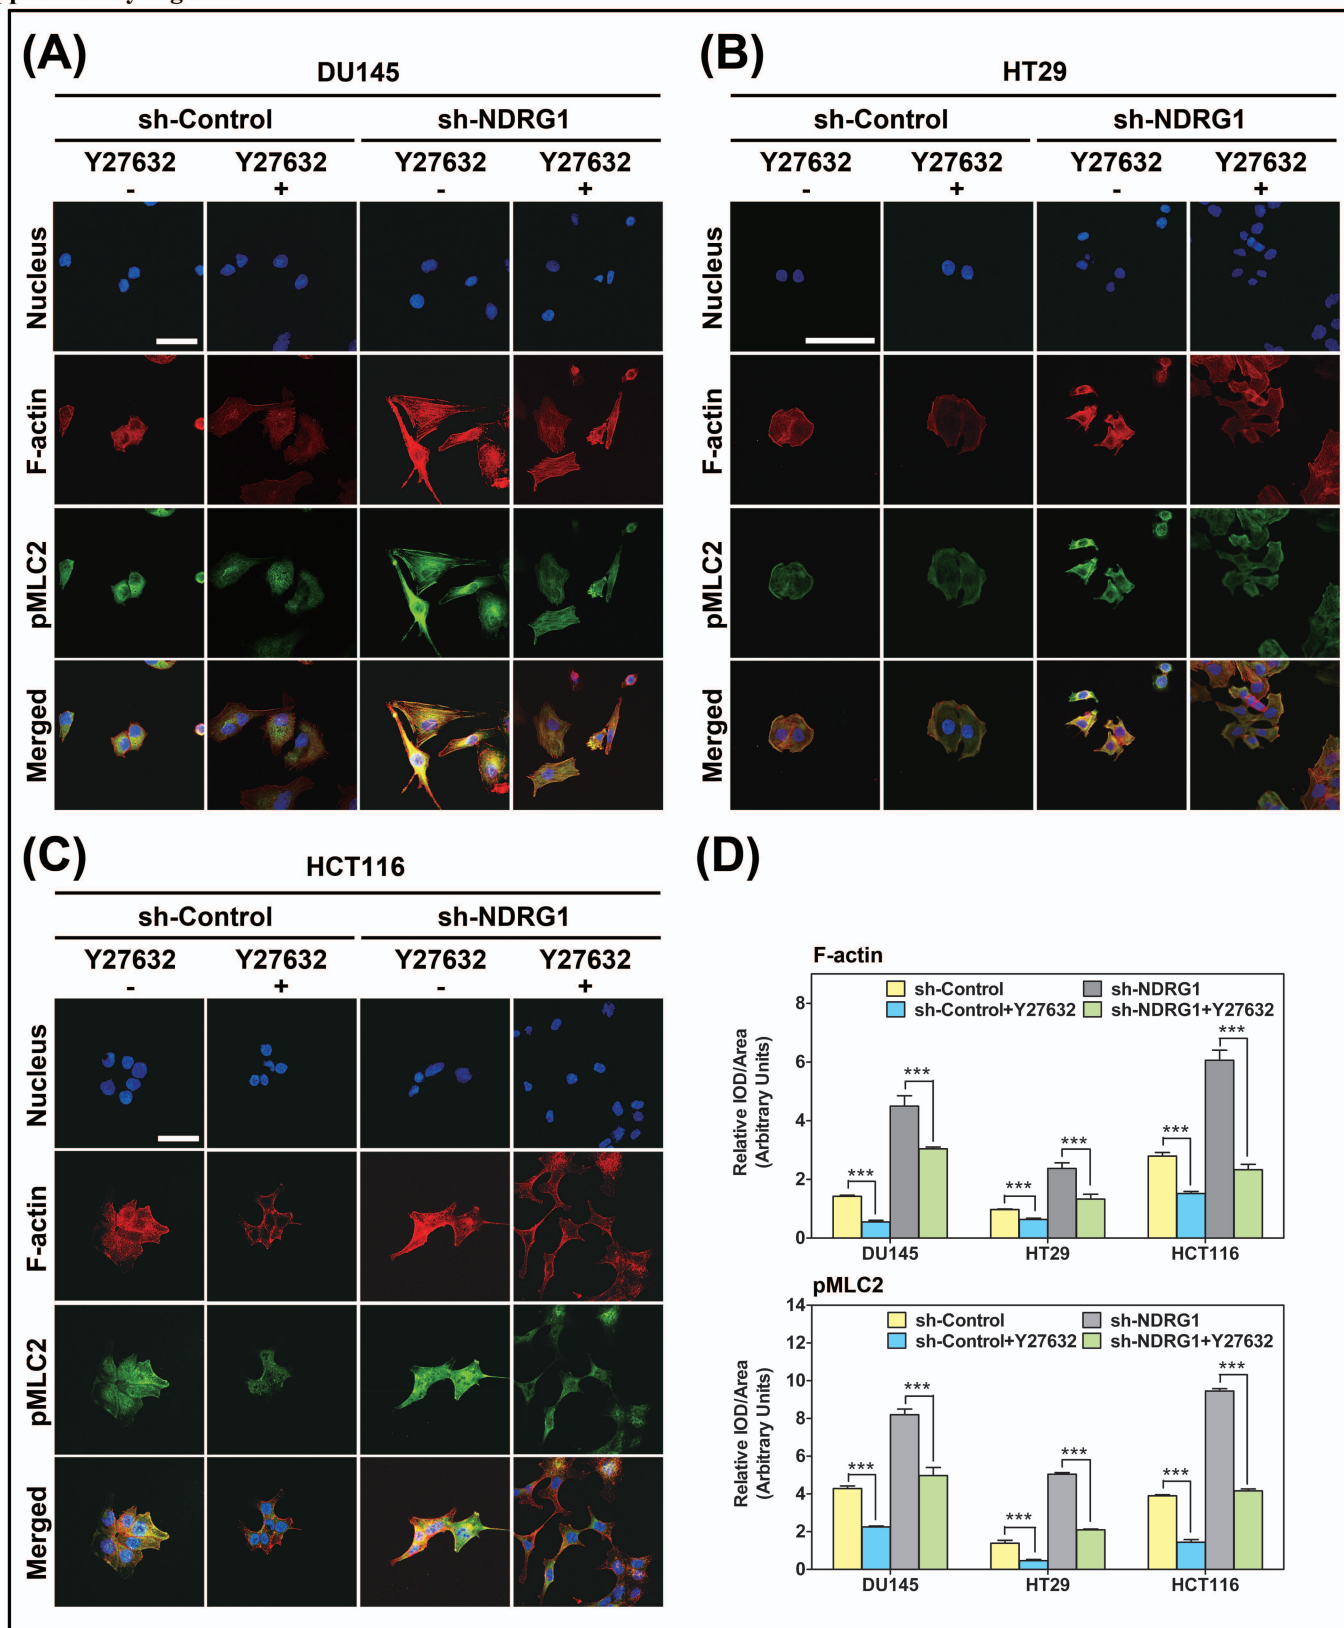 (A)
DU145
sh-Control sh-NDRG1
Y27632 Y27632 Y27632 Y27632
- + - +
Nucleus
F-actin
pMLC2
Merged
(B)
HT29
sh-Control sh-NDRG1
Y27632 Y27632 Y27632 Y27632
- + - +
Nucleus
F-actin
pMLC2
Merged
(C)
HCT116
sh-Control sh-NDRG1
Y27632 Y27632 Y27632 Y27632
- + - +
Nucleus
F-actin
pMLC2
Merged
(D)
F-actin
sh-Control sh-NDRG1
sh-Control+Y27632 sh-NDRG1+Y27632
Relative IOD/Area
(Arbitrary Units)
8
6
4
2
0
*** *** *** *** *** ***
DU145 HT29 HCT116
pMLC2
sh-Control sh-NDRG1
sh-Control+Y27632 sh-NDRG1+Y27632
Relative IOD/Area
(Arbitrary Units)
14
12
10
8
6
4
2
0
*** *** *** *** *** ***
DU145 HT29 HCT116